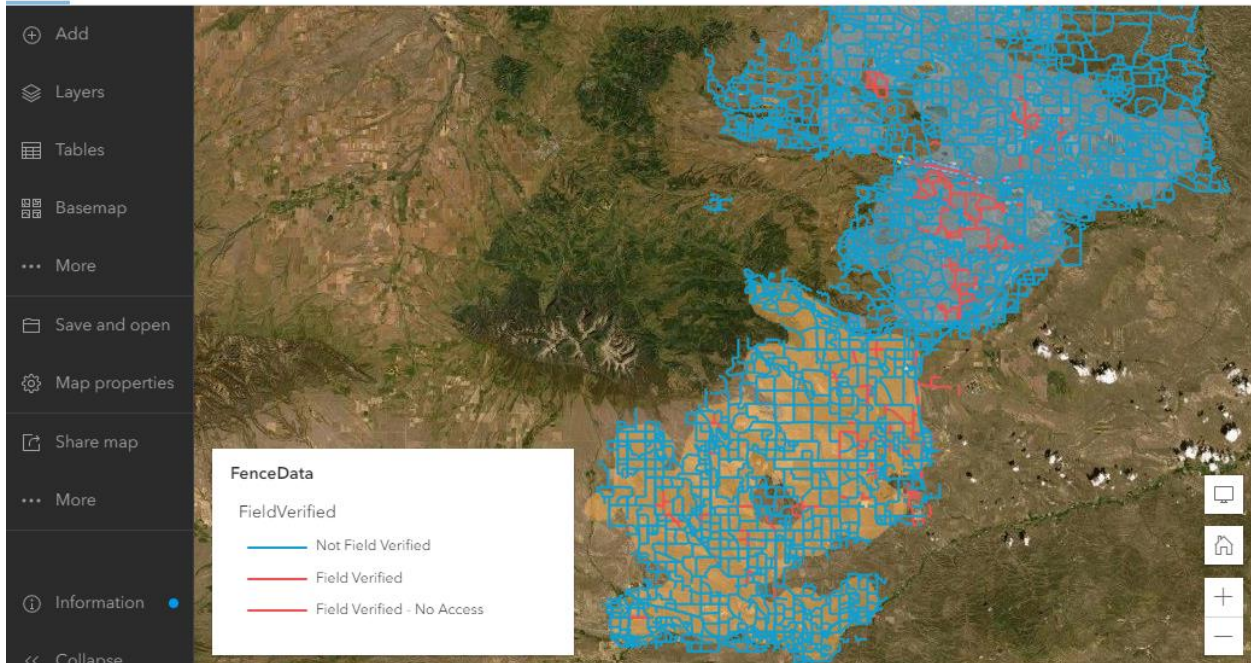 Add
Layers
Tables
Basemap
More
Save and open
Map properties
Share map
More
Information
Collapse
FenceData
FieldVerified
Not Field Verified
Field Verified
Field Verified - No Access